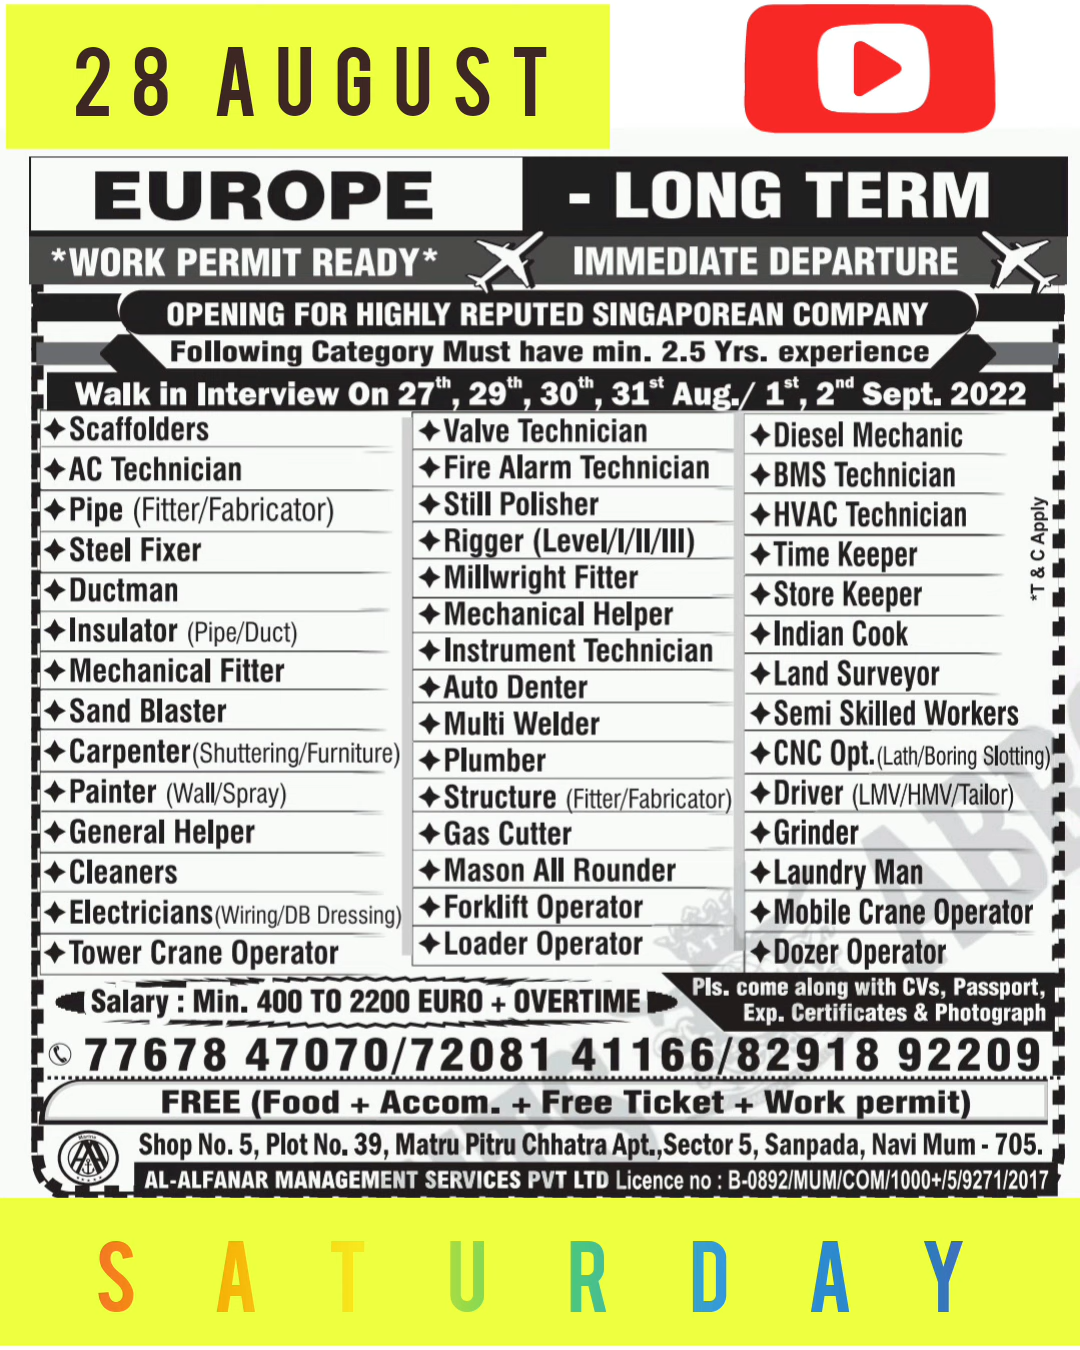 28 AUGUST
EUROPE - LONG TERM
*WORK PERMIT READY* IMMEDIATE DEPARTURE
OPENING FOR HIGHLY REPUTED SINGAPOREAN COMPANY
Following Category Must have min. 2.5 Yrs. experience
Walk in Interview On 27th, 29th, 30th, 31st Aug./ 1st, 2nd Sept. 2022
Scaffolders
AC Technician
Pipe (Fitter/Fabricator)
Steel Fixer
Ductman
Insulator (Pipe/Duct)
Mechanical Fitter
Sand Blaster
Carpenter(Shuttering/Furniture)
Painter (Wall/Spray)
General Helper
Cleaners
Electricians(Wiring/DB Dressing)
Tower Crane Operator
Valve Technician
Fire Alarm Technician
Still Polisher
Rigger (Level/I/II/III)
Millwright Fitter
Mechanical Helper
Instrument Technician
Auto Denter
Multi Welder
Plumber
Structure (Fitter/Fabricator)
Gas Cutter
Mason All Rounder
Forklift Operator
Loader Operator
Diesel Mechanic
BMS Technician
HVAC Technician
Time Keeper
Store Keeper
Indian Cook
Land Surveyor
Semi Skilled Workers
CNC Opt.(Lath/Boring Slotting)
Driver (LMV/HMV/Tailor)
Grinder
Laundry Man
Mobile Crane Operator
Dozer Operator
*T & C Apply
Salary : Min. 400 TO 2200 EURO + OVERTIME
Pls. come along with CVs, Passport,
Exp. Certificates & Photograph
77678 47070/72081 41166/82918 92209
FREE (Food + Accom. + Free Ticket + Work permit)
Shop No. 5, Plot No. 39, Matru Pitru Chhatra Apt.,Sector 5, Sanpada, Navi Mum - 705.
AL-ALFANAR MANAGEMENT SERVICES PVT LTD Licence no : B-0892/MUM/COM/1000+/5/9271/2017
SATURDAY